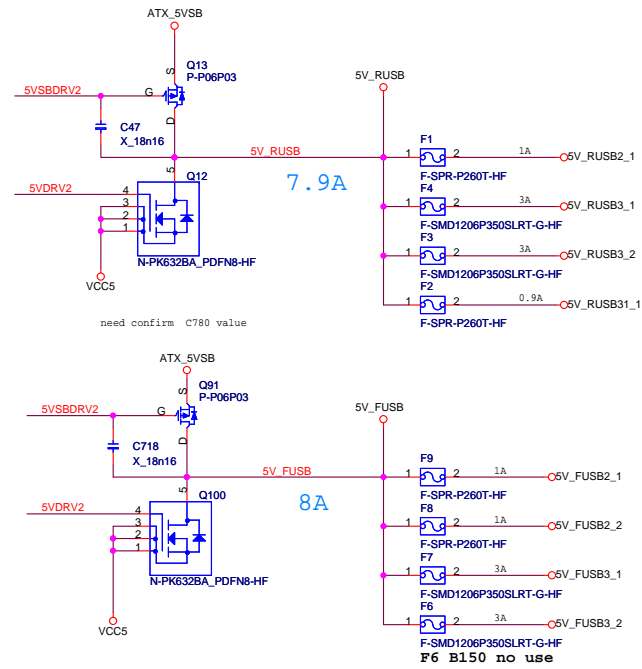 ATX_5VSB
Q13
P-P06P03
S
5VSBDRV2
G
D
C47
X_18n16
5V_RUSB
5V_RUSB
7.9A
5VDRV2
5
Q12
4
3
2
1
N-PK632BA_PDFN8-HF
VCC5
need confirm C780 value
F1
1 2 1A 5V_RUSB2_1
F-SPR-P260T-HF
F4
1 2 3A 5V_RUSB3_1
F-SMD1206P350SLRT-G-HF
F3
1 2 3A 5V_RUSB3_2
F-SMD1206P350SLRT-G-HF
F2
1 2 0.9A 5V_RUSB31_1
F-SPR-P260T-HF
ATX_5VSB
Q91
P-P06P03
S
5VSBDRV2
G
D
C718
X_18n16
5V_FUSB
5V_FUSB
8A
5VDRV2
5
Q100
4
3
2
1
N-PK632BA_PDFN8-HF
VCC5
F9
1 2 1A 5V_FUSB2_1
F-SPR-P260T-HF
F8
1 2 1A 5V_FUSB2_2
F-SPR-P260T-HF
F7
1 2 3A 5V_FUSB3_1
F-SMD1206P350SLRT-G-HF
F6
1 2 3A 5V_FUSB3_2
F-SMD1206P350SLRT-G-HF
F6 B150 no use